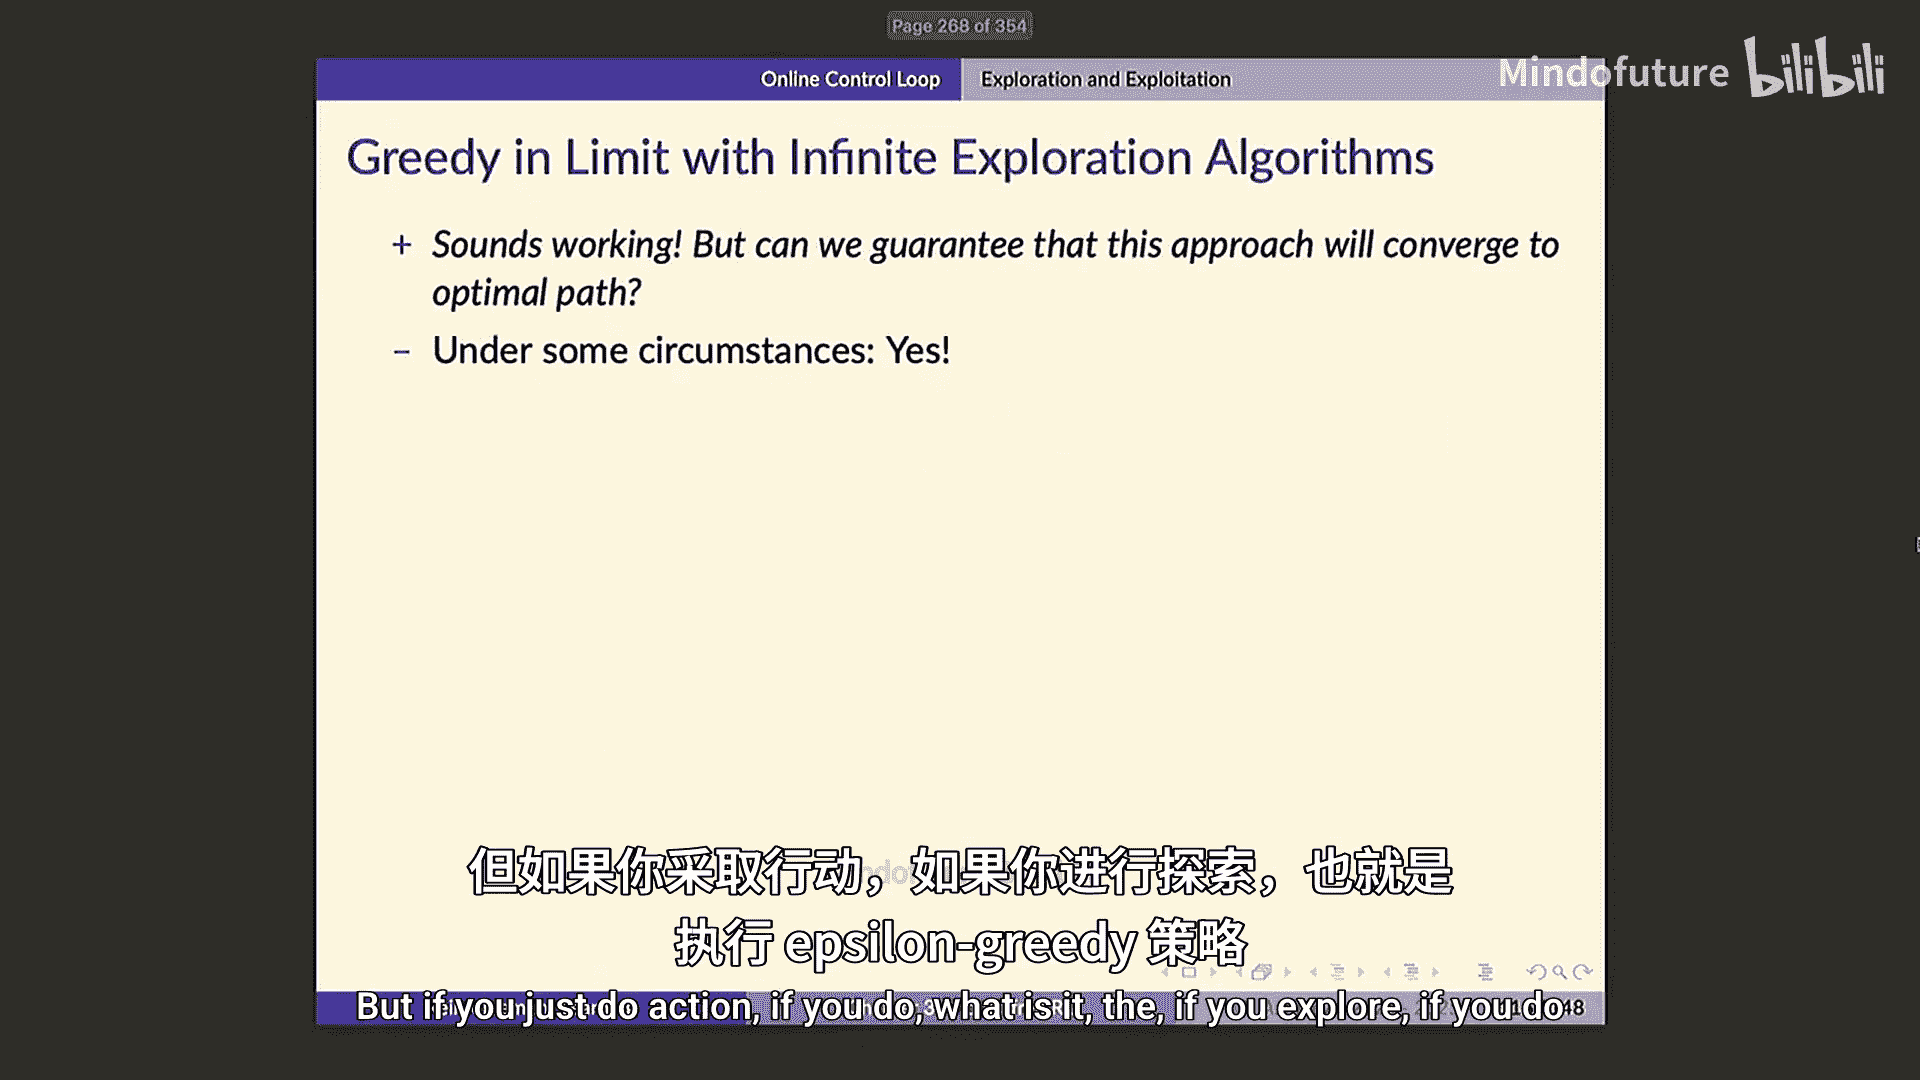 Page 268 of 354
Online Control Loop
Exploration and Exploitation
Mindofuture bilibili
Greedy in Limit with Infinite Exploration Algorithms
+ Sounds working! But can we guarantee that this approach will converge to
optimal path?
– Under some circumstances: Yes!
但如果你采取行动，如果你进行探索，也就是
执行 epsilon-greedy 策略
But if you just do action, if you do, what is it, the, if you explore, if you do